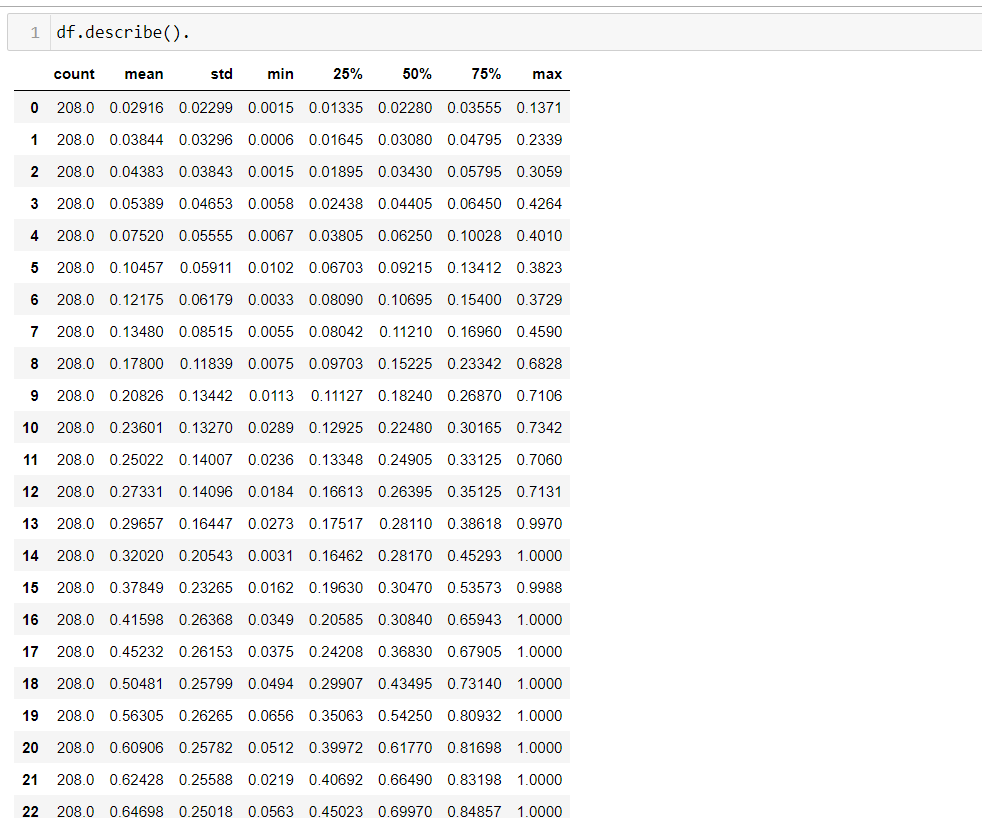 1 df.describe().
count mean std min 25% 50% 75% max
0 208.0 0.02916 0.02299 0.0015 0.01335 0.02280 0.03555 0.1371
1 208.0 0.03844 0.03296 0.0006 0.01645 0.03080 0.04795 0.2339
2 208.0 0.04383 0.03843 0.0015 0.01895 0.03430 0.05795 0.3059
3 208.0 0.05389 0.04653 0.0058 0.02438 0.04405 0.06450 0.4264
4 208.0 0.07520 0.05555 0.0067 0.03805 0.06250 0.10028 0.4010
5 208.0 0.10457 0.05911 0.0102 0.06703 0.09215 0.13412 0.3823
6 208.0 0.12175 0.06179 0.0033 0.08090 0.10695 0.15400 0.3729
7 208.0 0.13480 0.08515 0.0055 0.08042 0.11210 0.16960 0.4590
8 208.0 0.17800 0.11839 0.0075 0.09703 0.15225 0.23342 0.6828
9 208.0 0.20826 0.13442 0.0113 0.11127 0.18240 0.26870 0.7106
10 208.0 0.23601 0.13270 0.0289 0.12925 0.22480 0.30165 0.7342
11 208.0 0.25022 0.14007 0.0236 0.13348 0.24905 0.33125 0.7060
12 208.0 0.27331 0.14096 0.0184 0.16613 0.26395 0.35125 0.7131
13 208.0 0.29657 0.16447 0.0273 0.17517 0.28110 0.38618 0.9970
14 208.0 0.32020 0.20543 0.0031 0.16462 0.28170 0.45293 1.0000
15 208.0 0.37849 0.23265 0.0162 0.19630 0.30470 0.53573 0.9988
16 208.0 0.41598 0.26368 0.0349 0.20585 0.30840 0.65943 1.0000
17 208.0 0.45232 0.26153 0.0375 0.24208 0.36830 0.67905 1.0000
18 208.0 0.50481 0.25799 0.0494 0.29907 0.43495 0.73140 1.0000
19 208.0 0.56305 0.26265 0.0656 0.35063 0.54250 0.80932 1.0000
20 208.0 0.60906 0.25782 0.0512 0.39972 0.61770 0.81698 1.0000
21 208.0 0.62428 0.25588 0.0219 0.40692 0.66490 0.83198 1.0000
22 208.0 0.64698 0.25018 0.0563 0.45023 0.69970 0.84857 1.0000